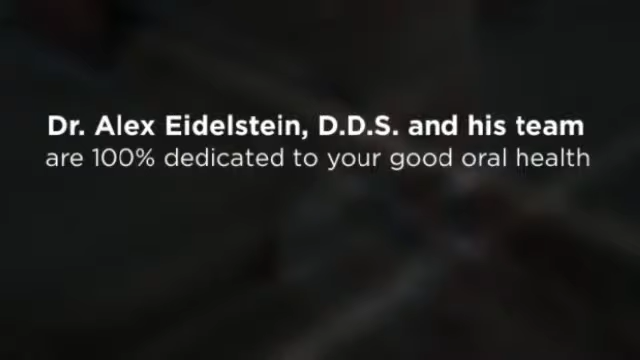 Dr. Alex Eidelstein, D.D.S. and his team
are 100% dedicated to your good oral health